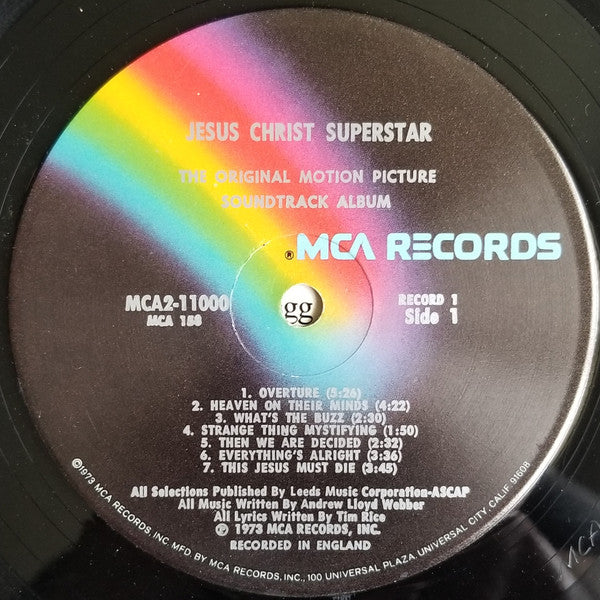 JESUS CHRIST SUPERSTAR
THE ORIGINAL MOTION PICTURE
SOUNDTRACK ALBUM
® MCA RECORDS
MCA2-11000
MCA 158
gg
RECORD 1
Side 1
1. OVERTURE (5:26)
2. HEAVEN ON THEIR MINDS (4:22)
3. WHAT'S THE BUZZ (2:30)
4. STRANGE THING MYSTIFYING (1:50)
5. THEN WE ARE DECIDED (2:32)
6. EVERYTHING'S ALRIGHT (3:36)
7. THIS JESUS MUST DIE (3:45)
All Selections Published By Leeds Music Corporation-ASCAP
All Music Written By Andrew Lloyd Webber
All Lyrics Written By Tim Rice
℗ 1973 MCA RECORDS, INC.
RECORDED IN ENGLAND
©1973 MCA RECORDS, INC. MFD BY MCA RECORDS, INC., 100 UNIVERSAL PLAZA, UNIVERSAL CITY, CALIF. 91608
MCA